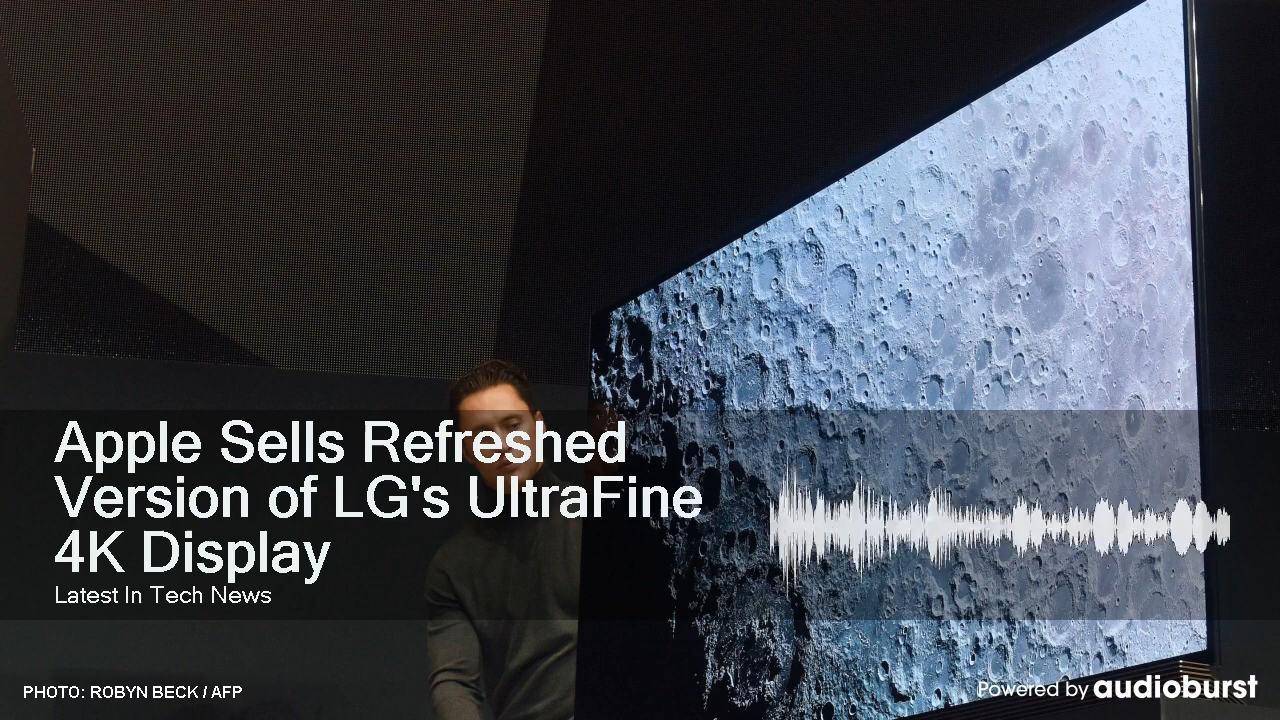 Apple Sells Refreshed
Version of LG's UltraFine
4K Display
Latest In Tech News
PHOTO: ROBYN BECK / AFP
Powered by audioburst